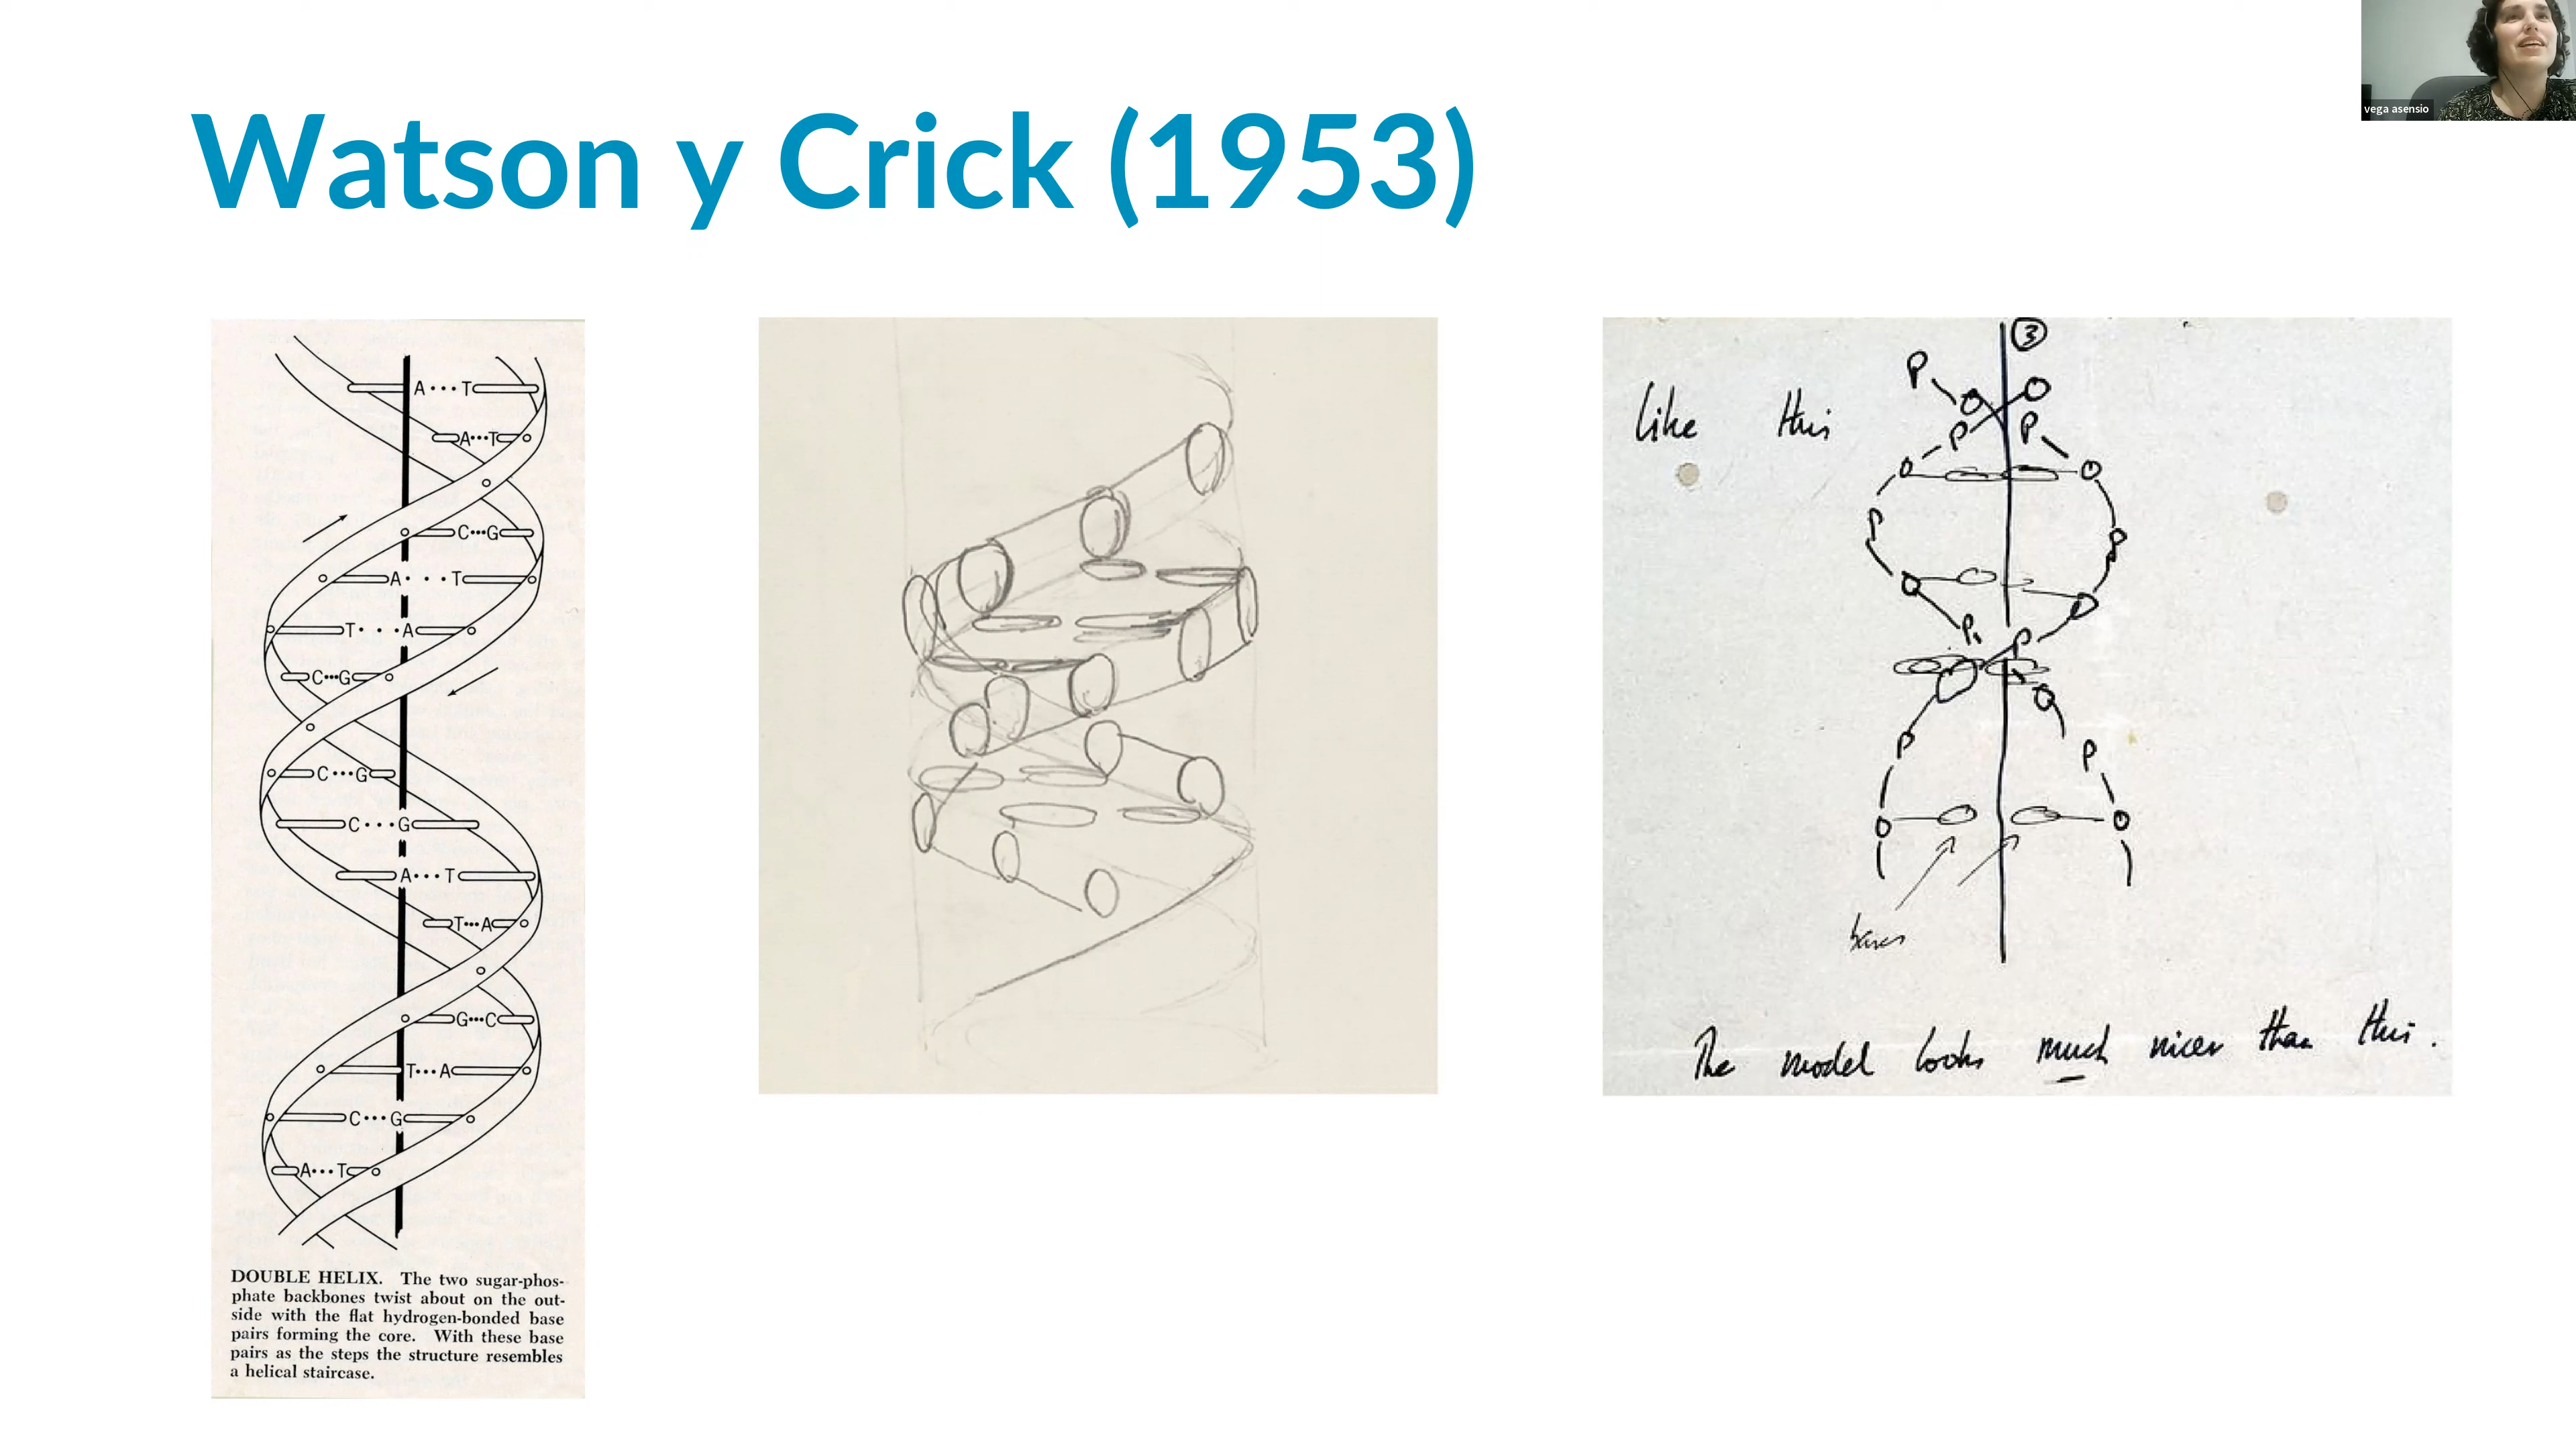 vega asensio
Watson y Crick (1953)
A···T
A···T
C···G
A···T
T···A
C···G
C···G
C···G
A···T
T···A
G···C
T···A
C···G
A···T
DOUBLE HELIX. The two sugar-phos-
phate backbones twist about on the out-
side with the flat hydrogen-bonded base
pairs forming the core. With these base
pairs as the steps the structure resembles
a helical staircase.
3
like this
P
P
P
P
P
P
P
P
P
bases
The model looks much nicer than this.